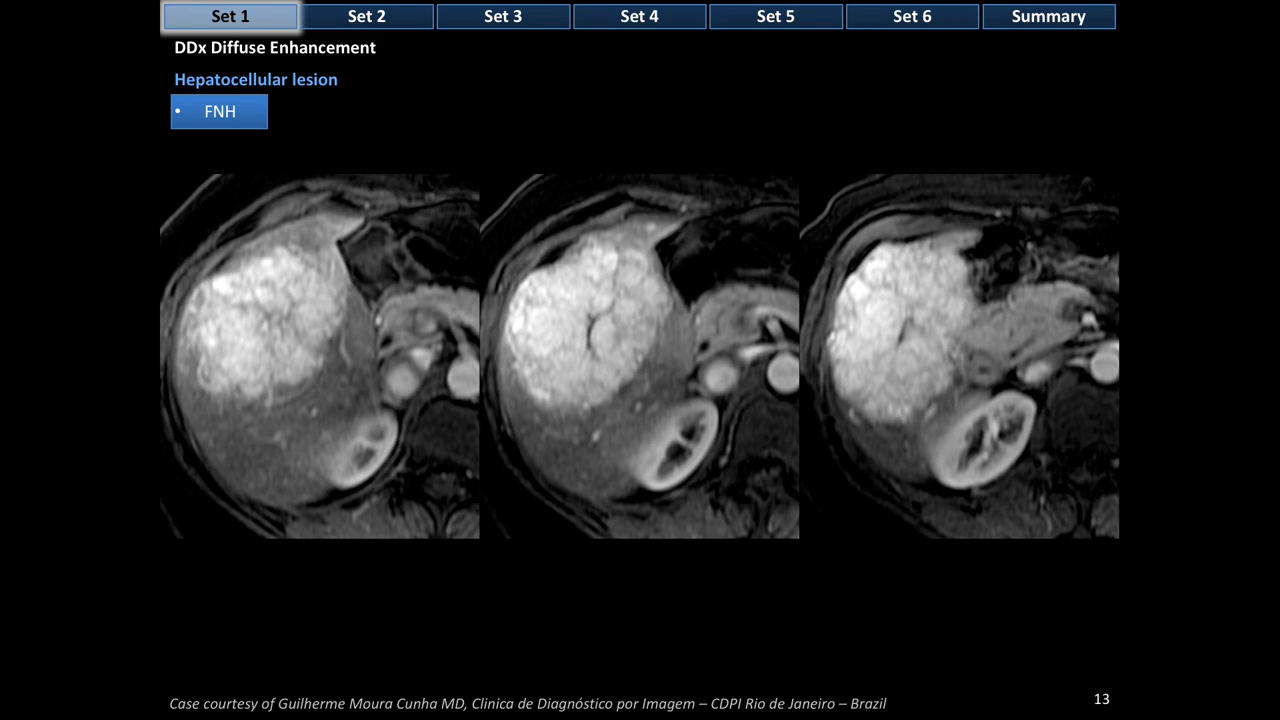 Set 1 Set 2 Set 3 Set 4 Set 5 Set 6 Summary
DDx Diffuse Enhancement
Hepatocellular lesion
• FNH
Case courtesy of Guilherme Moura Cunha MD, Clinica de Diagnóstico por Imagem – CDPI Rio de Janeiro – Brazil
13